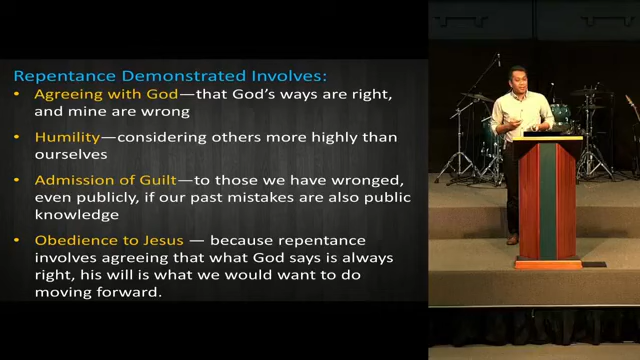 Repentance Demonstrated Involves:
• Agreeing with God—that God's ways are right,
and mine are wrong
• Humility—considering others more highly than
ourselves
• Admission of Guilt—to those we have wronged,
even publicly, if our past mistakes are also public
knowledge
• Obedience to Jesus — because repentance
involves agreeing that what God says is always
right, his will is what we would want to do
moving forward.